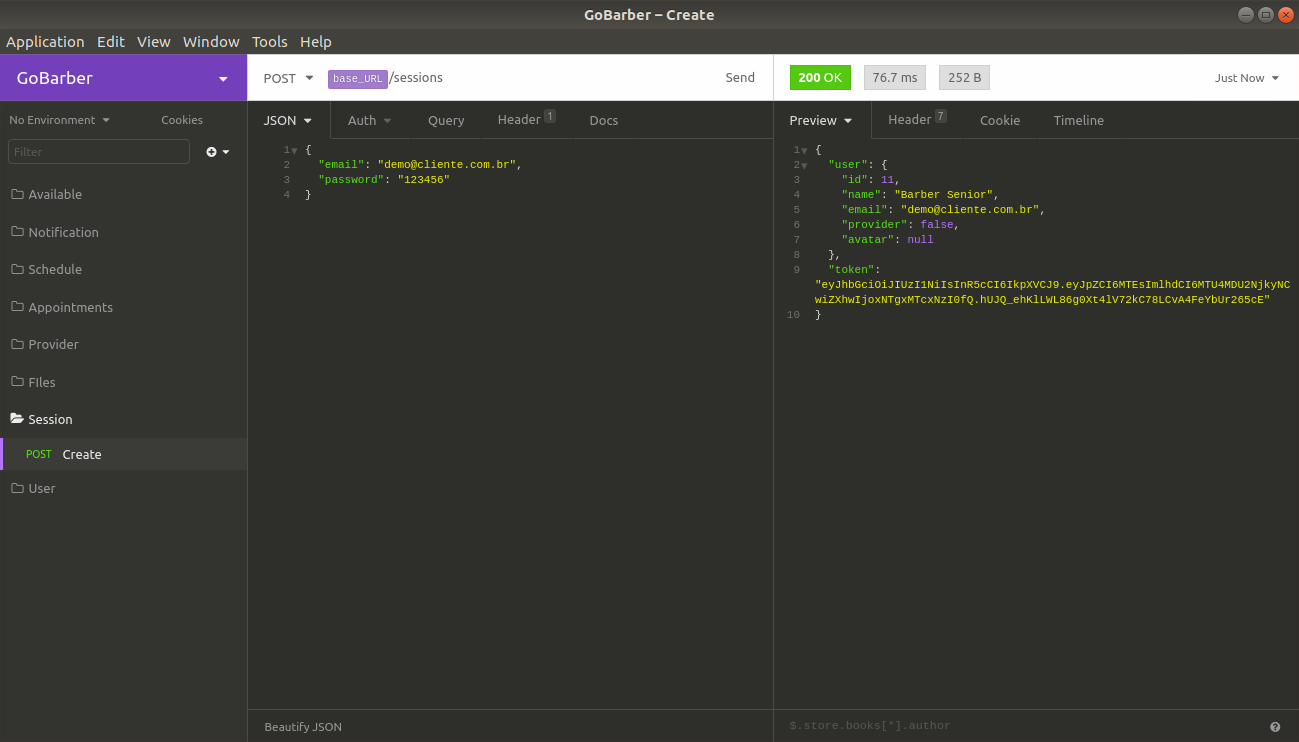 GoBarber – Create
Application Edit View Window Tools Help
GoBarber
POST base_URL/sessions Send
200 OK 76.7 ms 252 B Just Now
No Environment Cookies
JSON Auth Query Header 1 Docs
Preview Header 7 Cookie Timeline
Filter
Available
Notification
Schedule
Appointments
Provider
FIles
Session
POST Create
User
1 {
2 "email": "demo@cliente.com.br",
3 "password": "123456"
4 }
Beautify JSON
1 {
2 "user": {
3 "id": 11,
4 "name": "Barber Senior",
5 "email": "demo@cliente.com.br",
6 "provider": false,
7 "avatar": null
8 },
9 "token":
"eyJhbGciOiJIUzI1NiIsInR5cCI6IkpXVCJ9.eyJpZCI6MTEsImlhdCI6MTU4MDU2NjkyNC
wiZXhwIjoxNTgxMTcxNzI0fQ.hUJQ_ehKlLWL86g0Xt4lV72kC78LCvA4FeYbUr265cE"
10 }
$.store.books[*].author